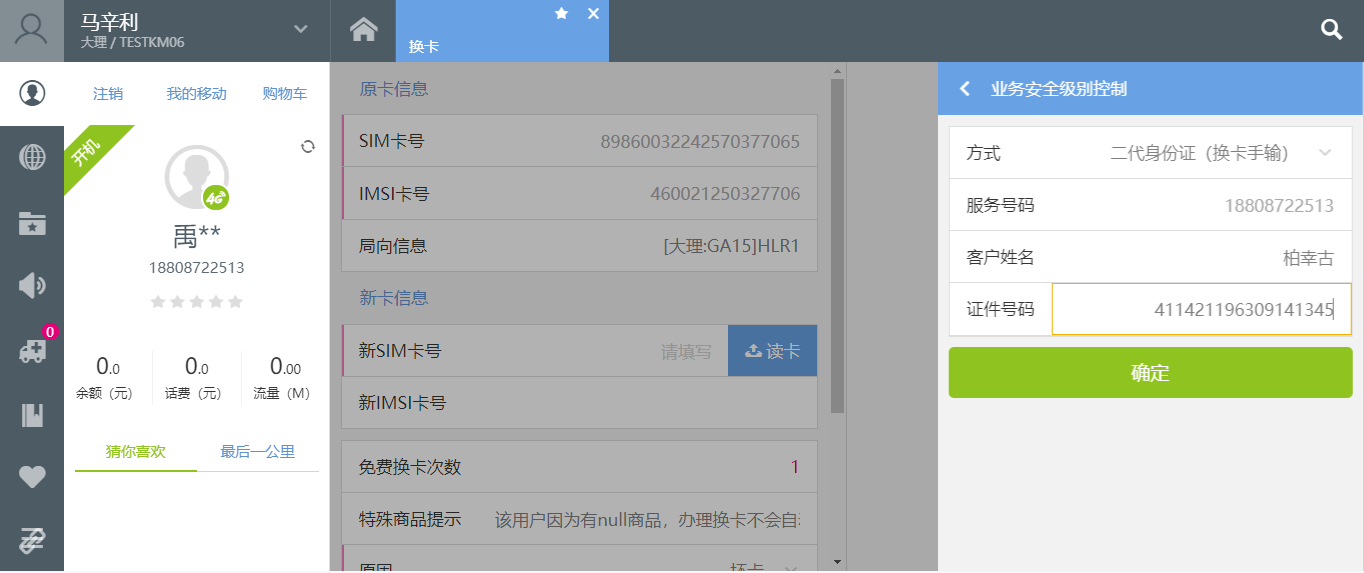 马辛利
大理 / TESTKM06
换卡
注销 我的移动 购物车
开机
4G
禹**
18808722513
0
0.0 0.0 0.00
余额（元） 话费（元） 流量（M）
猜你喜欢 最后一公里
原卡信息
SIM卡号 89860032242570377065
IMSI卡号 460021250327706
局向信息 [大理:GA15]HLR1
新卡信息
新SIM卡号 请填写 读卡
新IMSI卡号
免费换卡次数 1
特殊商品提示 该用户因为有null商品，办理换卡不会自
原因 坏卡
业务安全级别控制
方式 二代身份证（换卡手输）
服务号码 18808722513
客户姓名 柏幸古
证件号码 411421196309141345
确定